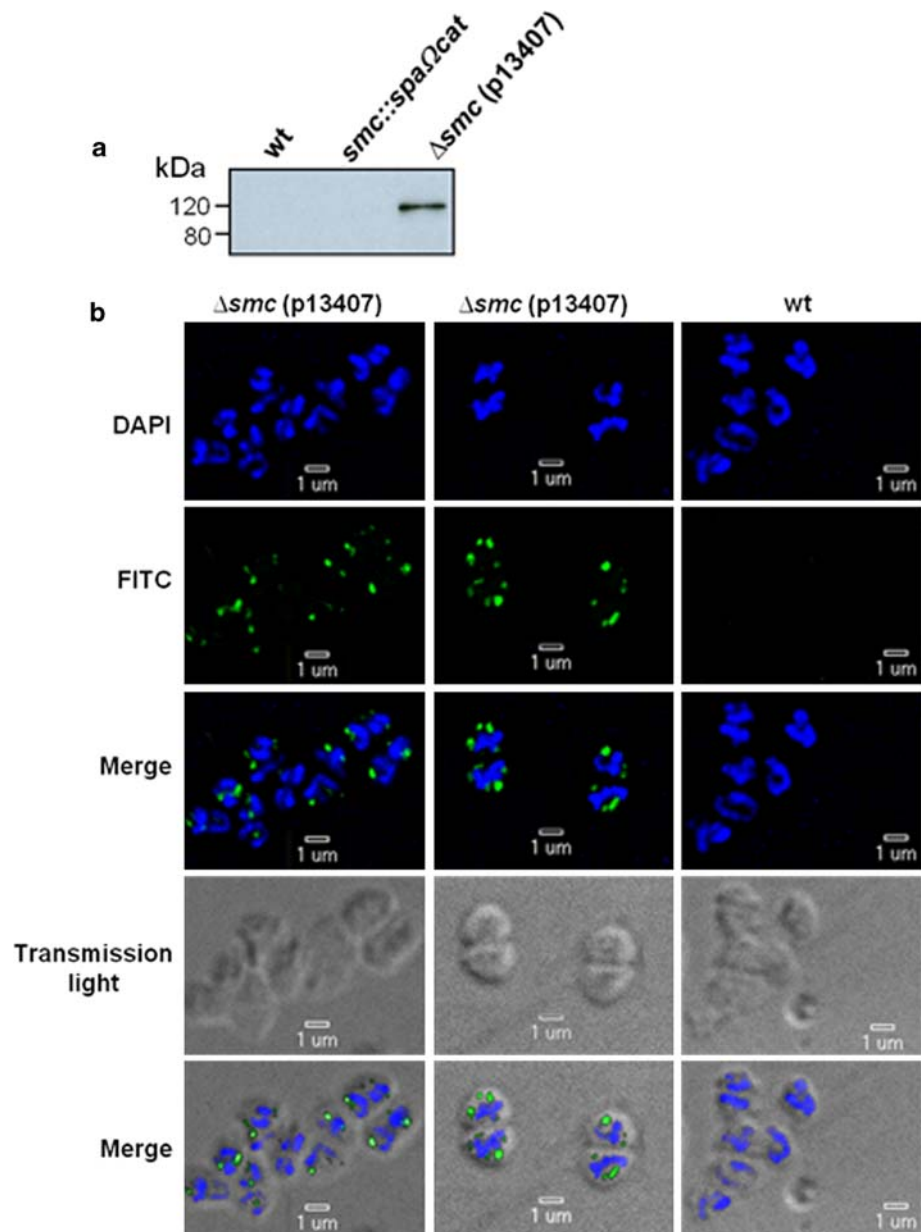 a
kDa
wt
smc::spaΩcat
Δsmc (p13407)
120
80
b
Δsmc (p13407) Δsmc (p13407) wt
DAPI
1 um 1 um 1 um
FITC
1 um 1 um 1 um
Merge
1 um 1 um 1 um
Transmission
light
1 um 1 um 1 um
Merge
1 um 1 um 1 um